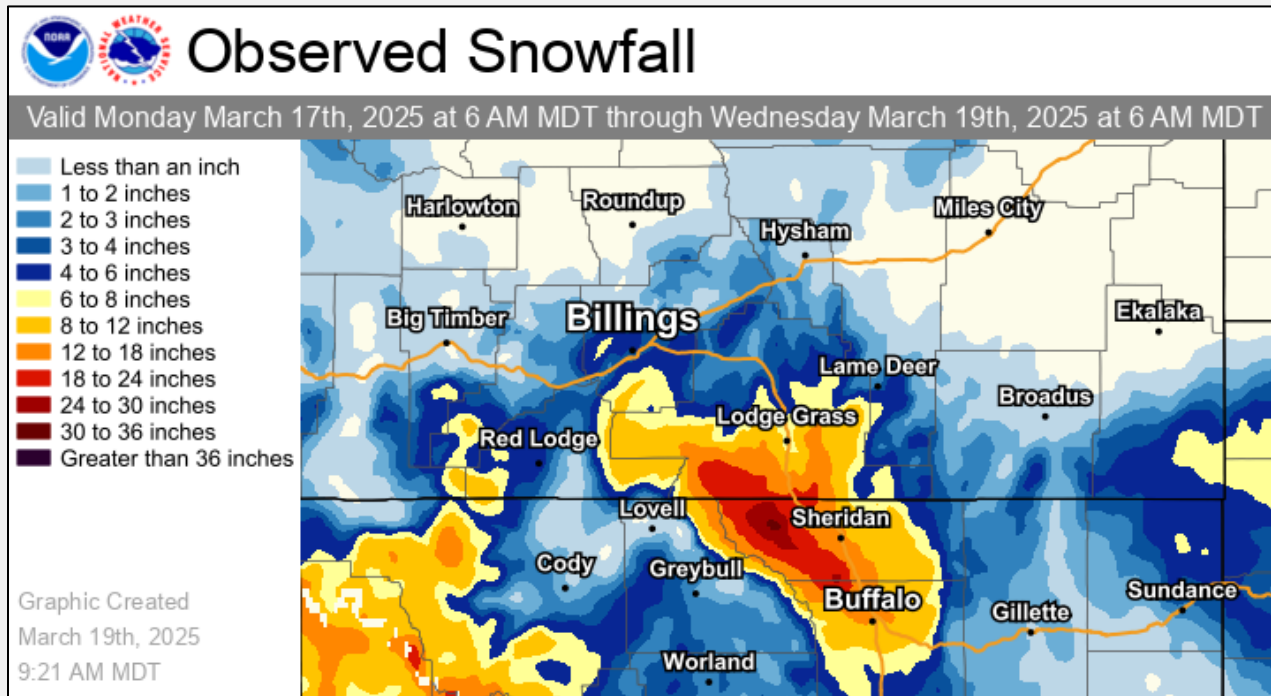 NOAA
NATIONAL WEATHER SERVICE
Observed Snowfall
Valid Monday March 17th, 2025 at 6 AM MDT through Wednesday March 19th, 2025 at 6 AM MDT
Less than an inch
1 to 2 inches
2 to 3 inches
3 to 4 inches
4 to 6 inches
6 to 8 inches
8 to 12 inches
12 to 18 inches
18 to 24 inches
24 to 30 inches
30 to 36 inches
Greater than 36 inches
Graphic Created
March 19th, 2025
9:21 AM MDT
Harlowton
Roundup
Miles City
Hysham
Big Timber
Billings
Ekalaka
Lame Deer
Broadus
Lodge Grass
Red Lodge
Lovell
Sheridan
Cody
Greybull
Buffalo
Gillette
Sundance
Worland